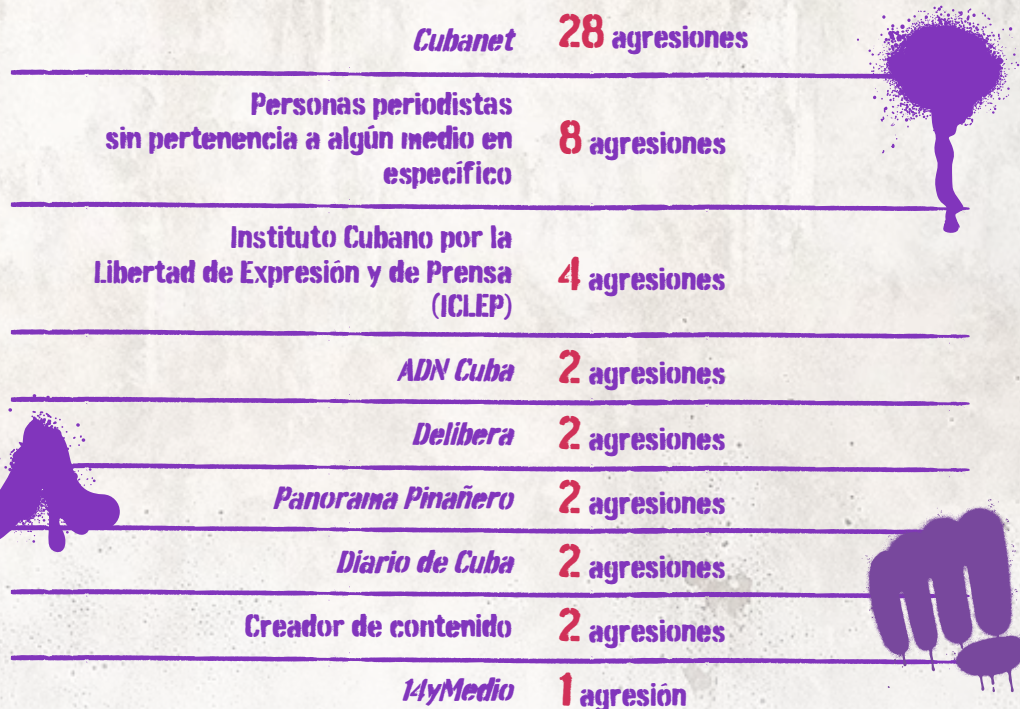 Cubanet 28 agresiones
Personas periodistas
sin pertenencia a algún medio en
específico
8 agresiones
Instituto Cubano por la
Libertad de Expresión y de Prensa
(ICLEP)
4 agresiones
ADN Cuba 2 agresiones
Delibera 2 agresiones
Panorama Pinañero 2 agresiones
Diario de Cuba 2 agresiones
Creador de contenido 2 agresiones
14yMedio 1 agresión